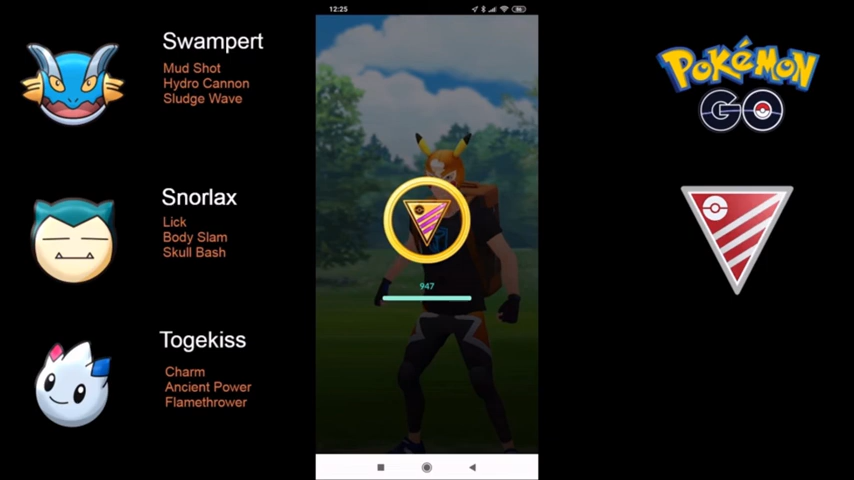 12:25
Swampert
Mud Shot
Hydro Cannon
Sludge Wave
Snorlax
Lick
Body Slam
Skull Bash
Togekiss
Charm
Ancient Power
Flamethrower
947
POKéMON
GO